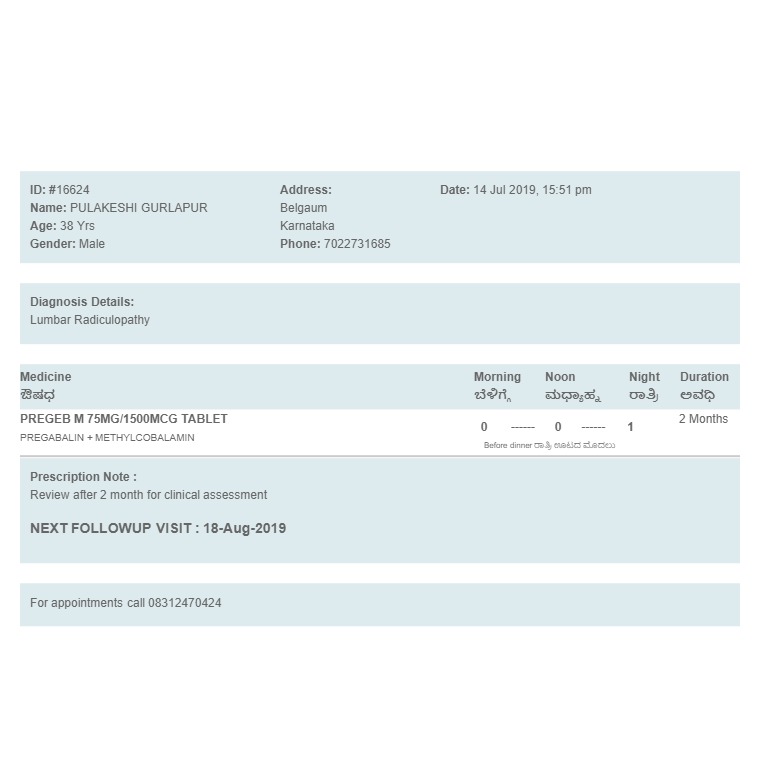 ID: #16624
Name: PULAKESHI GURLAPUR
Age: 38 Yrs
Gender: Male
Address:
Belgaum
Karnataka
Phone: 7022731685
Date: 14 Jul 2019, 15:51 pm
Diagnosis Details:
Lumbar Radiculopathy
Medicine Morning Noon Night Duration
ಔಷಧ ಬೆಳಿಗ್ಗೆ ಮಧ್ಯಾಹ್ನ ರಾತ್ರಿ ಅವಧಿ
PREGEB M 75MG/1500MCG TABLET 2 Months
PREGABALIN + METHYLCOBALAMIN
0 ------ 0 ------ 1
Before dinner ರಾತ್ರಿ ಊಟದ ಮೊದಲು
Prescription Note :
Review after 2 month for clinical assessment
NEXT FOLLOWUP VISIT : 18-Aug-2019
For appointments call 08312470424